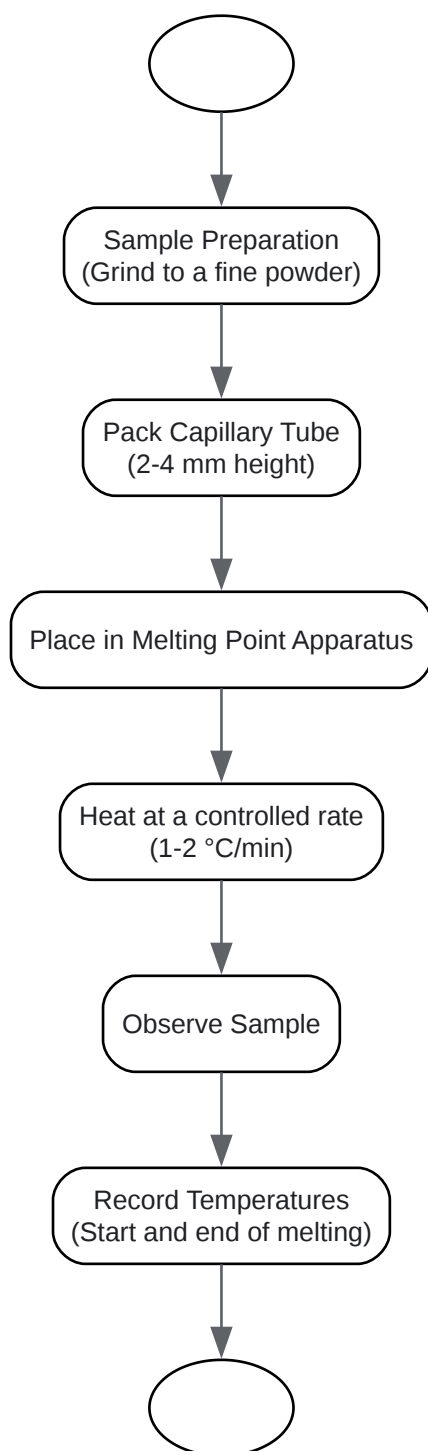 Sample Preparation
(Grind to a fine powder)
Pack Capillary Tube
(2-4 mm height)
Place in Melting Point Apparatus
Heat at a controlled rate
(1-2 °C/min)
Observe Sample
Record Temperatures
(Start and end of melting)